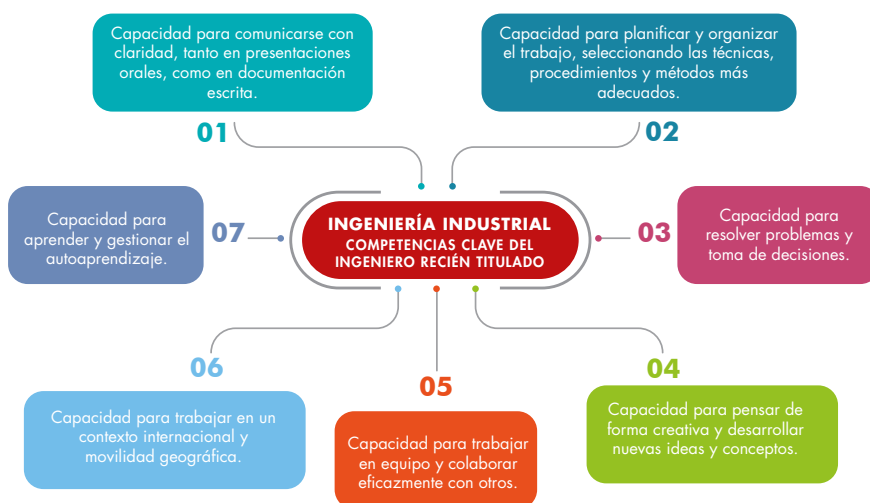 Capacidad para comunicarse con
claridad, tanto en presentaciones
orales, como en documentación
escrita.
01
Capacidad para planificar y organizar
el trabajo, seleccionando las técnicas,
procedimientos y métodos más
adecuados.
02
INGENIERÍA INDUSTRIAL
COMPETENCIAS CLAVE DEL
INGENIERO RECIÉN TITULADO
03
Capacidad para
resolver problemas y
toma de decisiones.
04
Capacidad para pensar de
forma creativa y desarrollar
nuevas ideas y conceptos.
05
Capacidad para trabajar
en equipo y colaborar
eficazmente con otros.
06
Capacidad para trabajar en un
contexto internacional y
movilidad geográfica.
07
Capacidad para
aprender y gestionar el
autoaprendizaje.